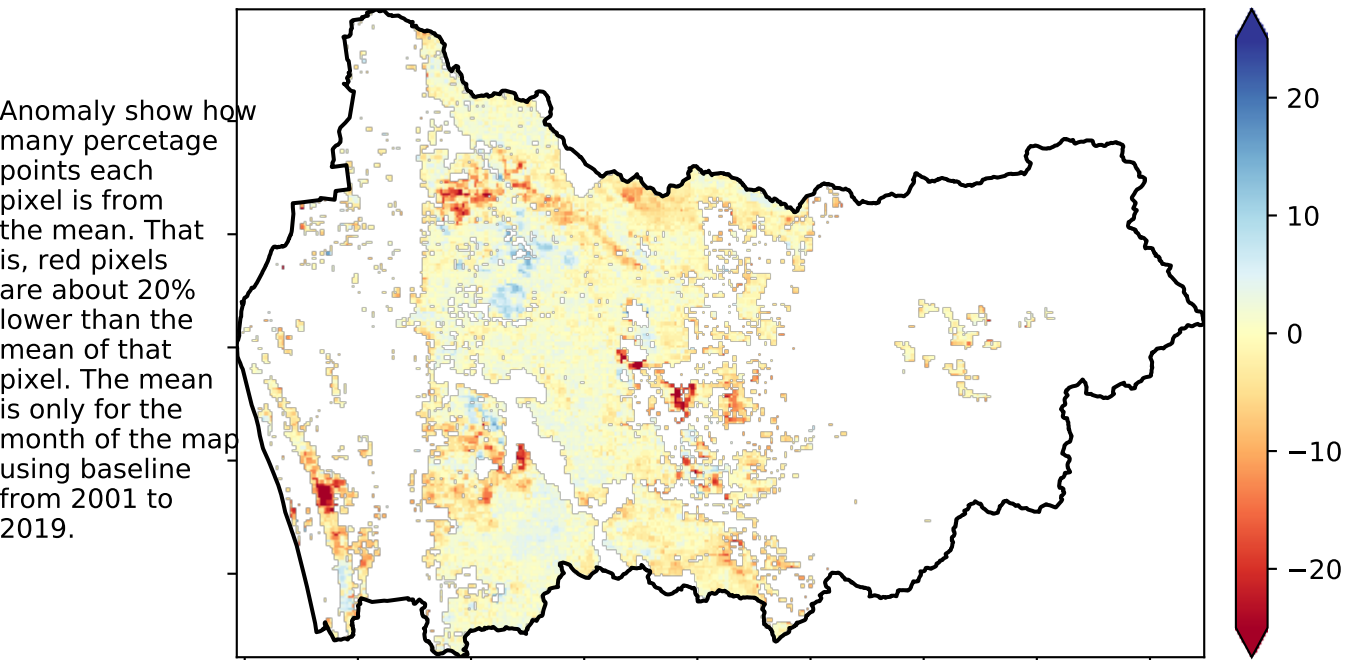 Anomaly show how
many percetage
points each
pixel is from
the mean. That
is, red pixels
are about 20%
lower than the
mean of that
pixel. The mean
is only for the
month of the map
using baseline
from 2001 to
2019.
20
10
0
−10
−20